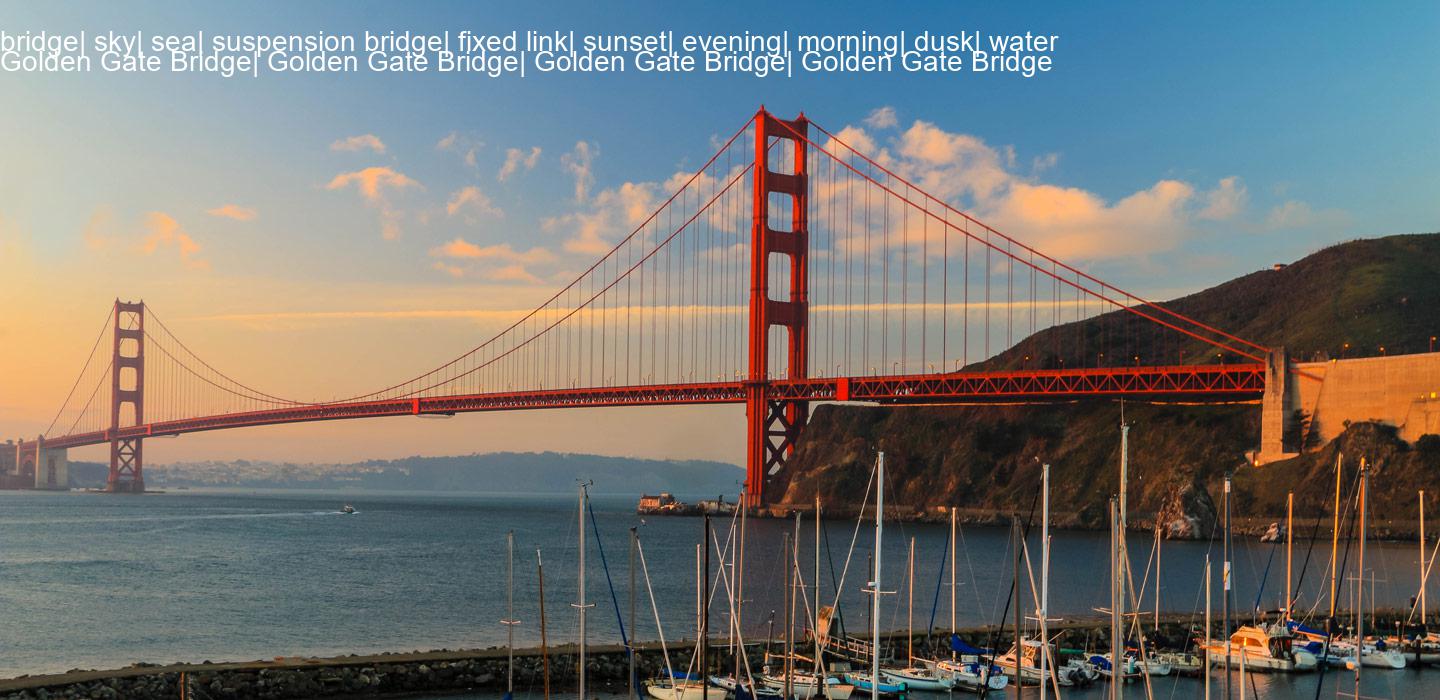 bridge| sky| sea| suspension bridge| fixed link| sunset| evening| morning| dusk| water
Golden Gate Bridge| Golden Gate Bridge| Golden Gate Bridge| Golden Gate Bridge